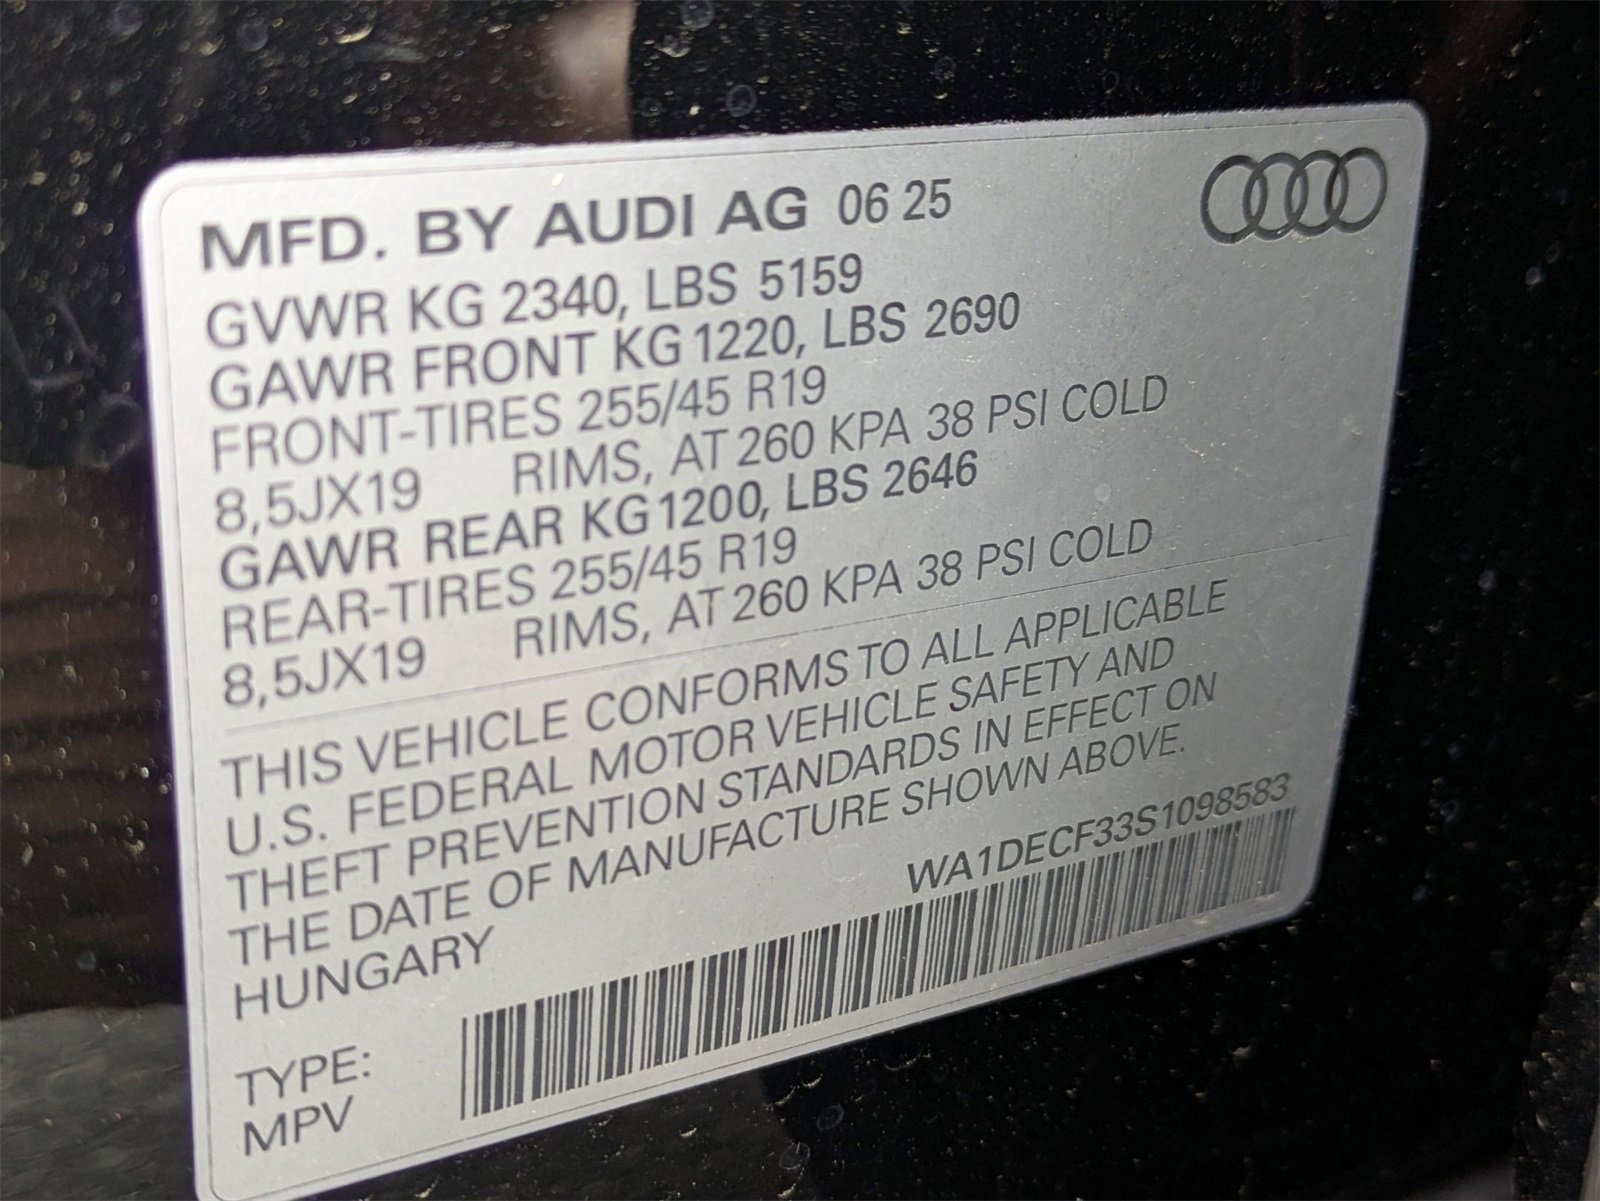 MFD. BY AUDI AG 06 25
GVWR KG 2340, LBS 5159
GAWR FRONT KG 1220, LBS 2690
FRONT-TIRES 255/45 R19
8,5JX19 RIMS, AT 260 KPA 38 PSI COLD
GAWR REAR KG 1200, LBS 2646
REAR-TIRES 255/45 R19
8,5JX19 RIMS, AT 260 KPA 38 PSI COLD
THIS VEHICLE CONFORMS TO ALL APPLICABLE
U.S. FEDERAL MOTOR VEHICLE SAFETY AND
THEFT PREVENTION STANDARDS IN EFFECT ON
THE DATE OF MANUFACTURE SHOWN ABOVE.
HUNGARY
WA1DECF33S1098583
TYPE:
MPV